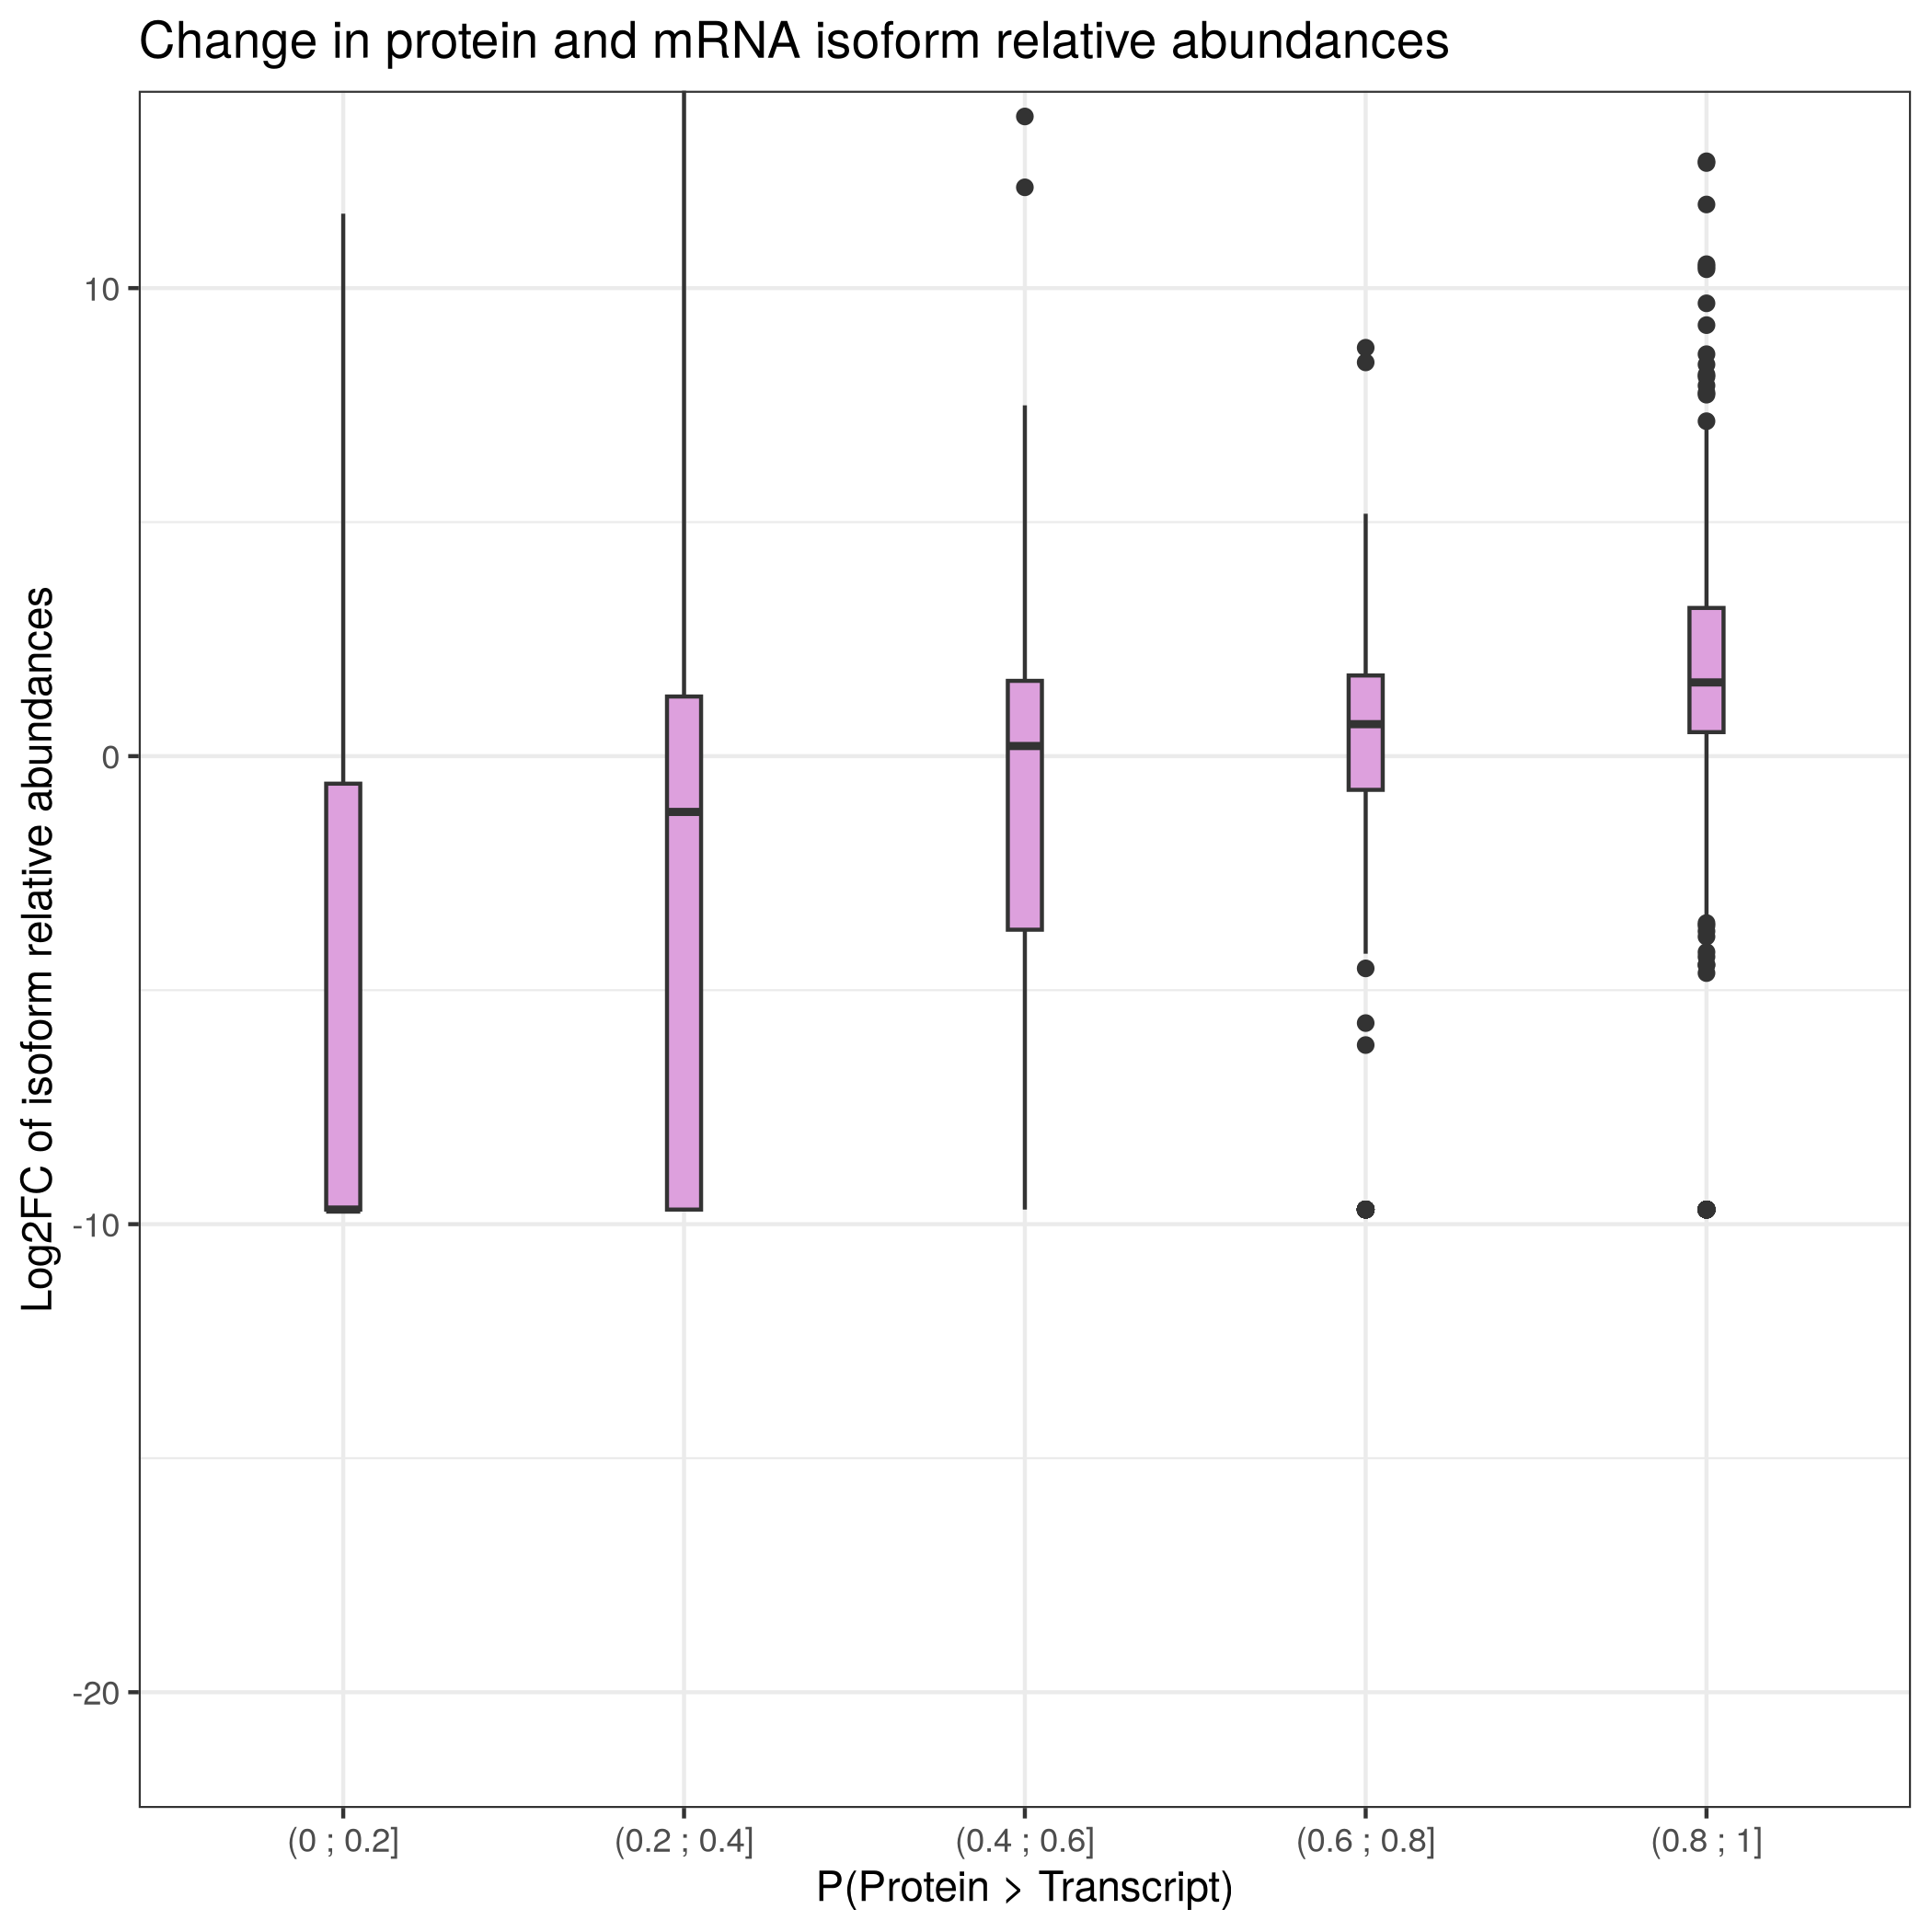 Change in protein and mRNA isoform relative abundances
Log2FC of isoform relative abundances
10
0
-10
-20
(0 ; 0.2]
(0.2 ; 0.4]
(0.4 ; 0.6]
(0.6 ; 0.8]
(0.8 ; 1]
P(Protein > Transcript)